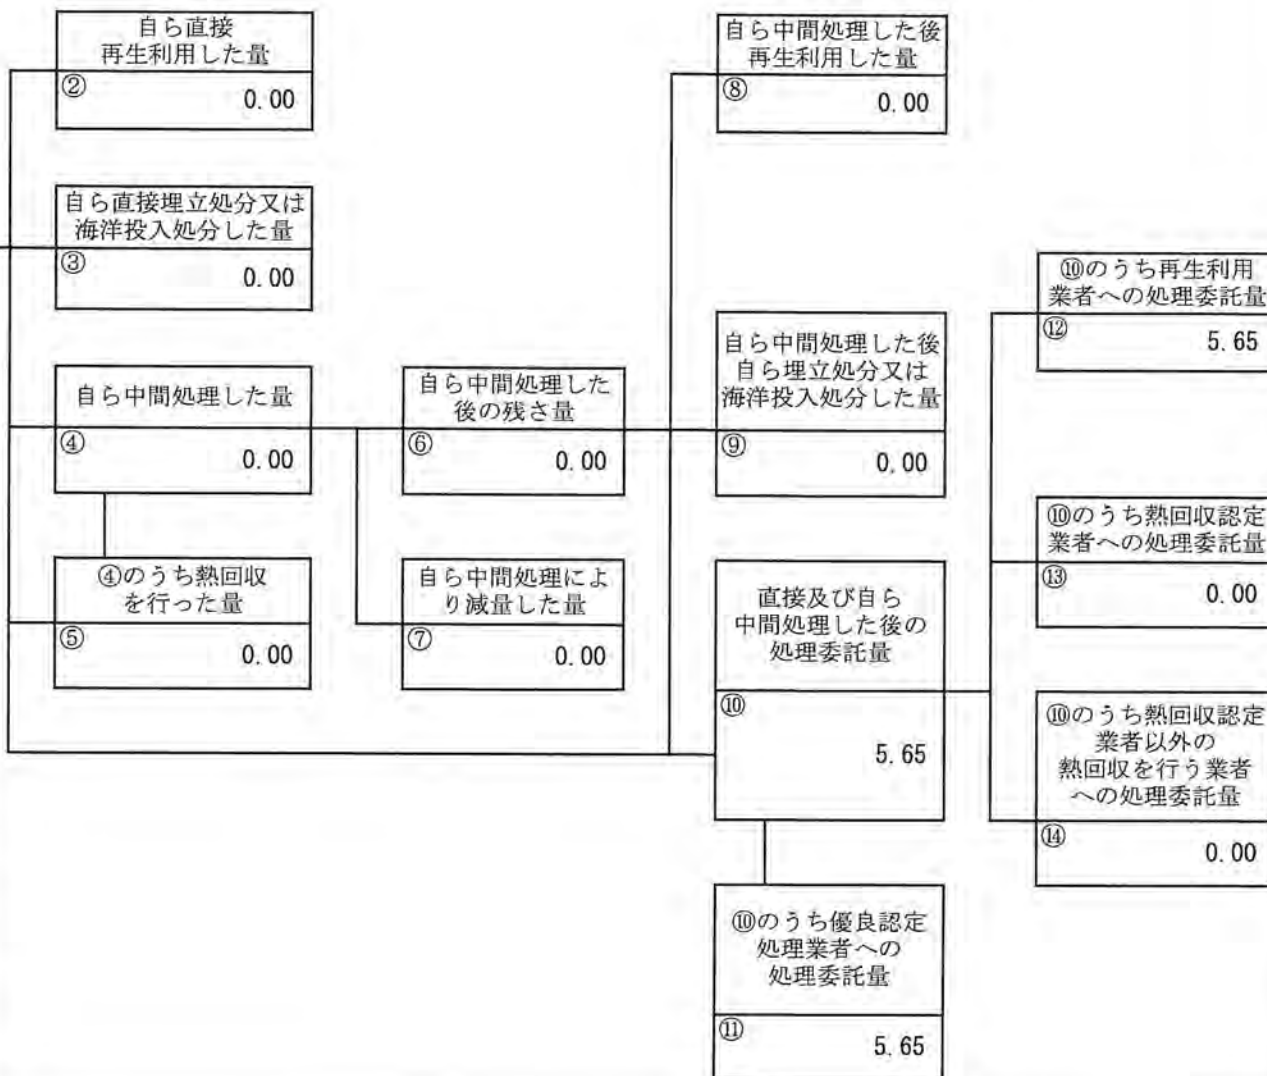 自ら直接
再生利用した量
②
0.00
自ら直接埋立処分又は
海洋投入処分した量
③
0.00
自ら中間処理した量
④
0.00
④のうち熱回収
を行った量
⑤
0.00
自ら中間処理した
後の残さ量
⑥
0.00
自ら中間処理によ
り減量した量
⑦
0.00
自ら中間処理した後
再生利用した量
⑧
0.00
自ら中間処理した後
自ら埋立処分又は
海洋投入処分した量
⑨
0.00
直接及び自ら
中間処理した後の
処理委託量
⑩
5.65
⑩のうち優良認定
処理業者への
処理委託量
⑪
5.65
⑩のうち再生利用
業者への処理委託量
⑫
5.65
⑩のうち熱回収認定
業者への処理委託量
⑬
0.00
⑩のうち熱回収認定
業者以外の
熱回収を行う業者
への処理委託量
⑭
0.00